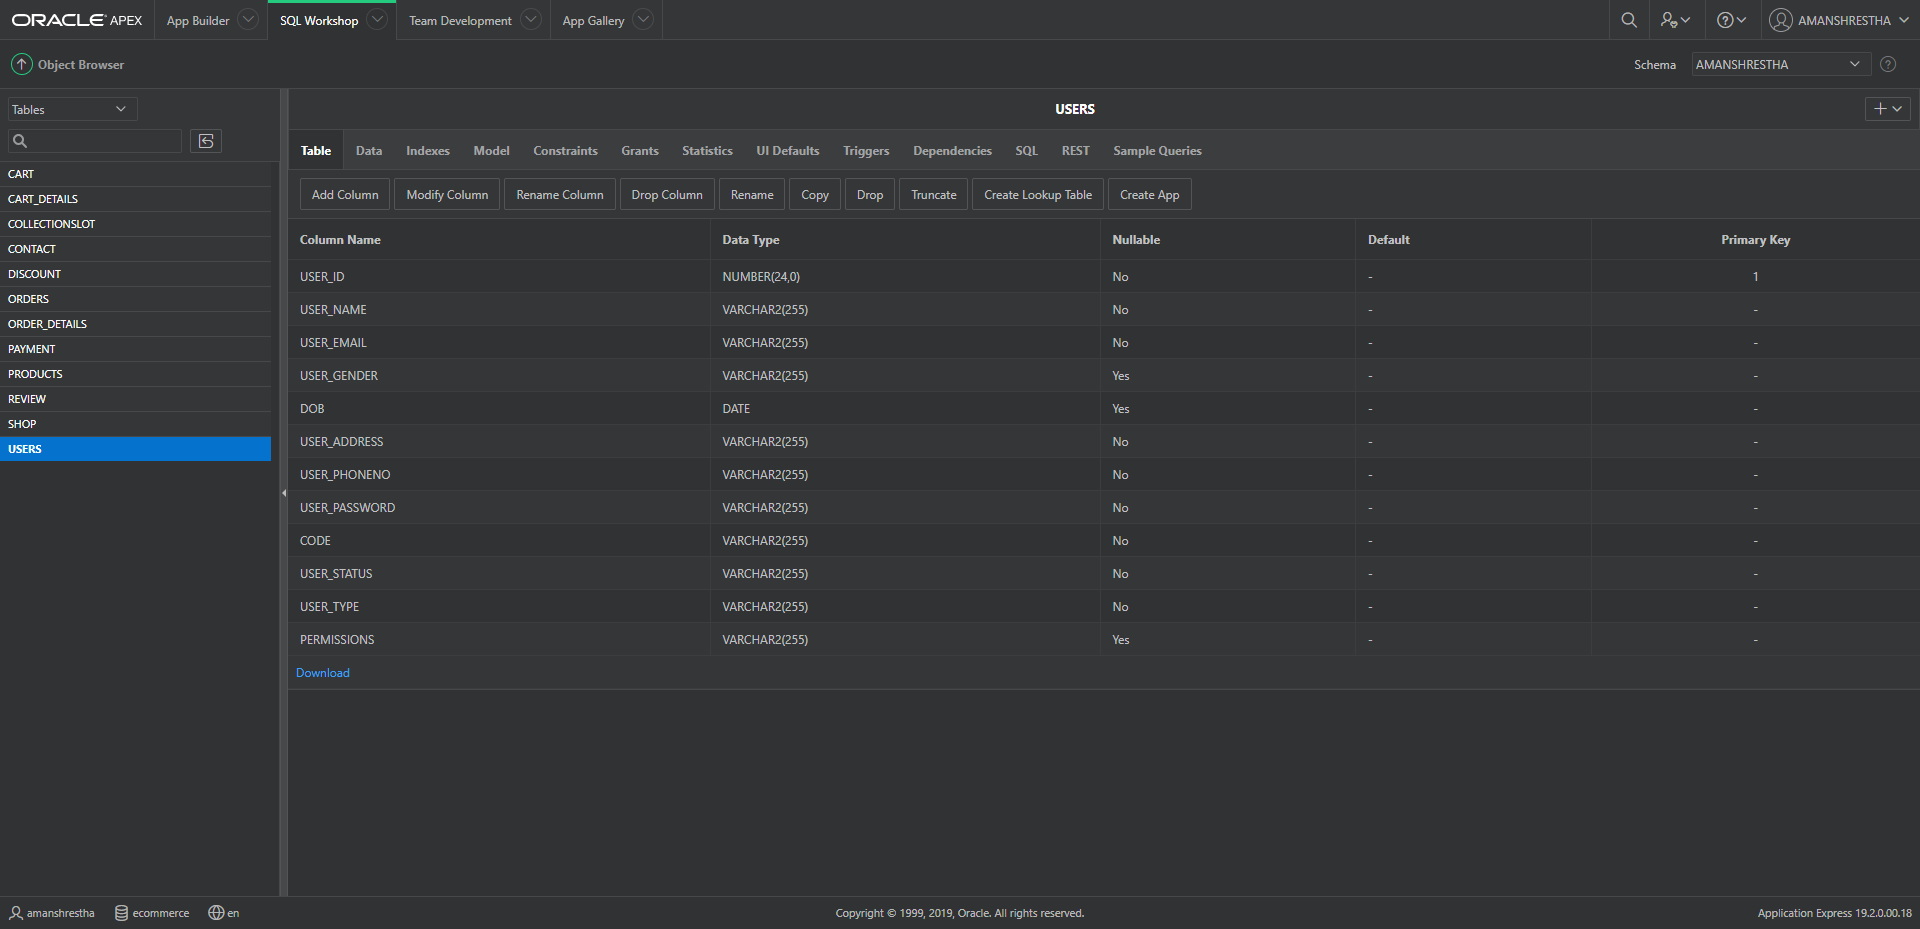 ORACLE APEX App Builder SQL Workshop Team Development App Gallery AMANSHRESTHA
Object Browser Schema AMANSHRESTHA
Tables USERS
Table Data Indexes Model Constraints Grants Statistics UI Defaults Triggers Dependencies SQL REST Sample Queries
CART
CART_DETAILS
COLLECTIONSLOT
CONTACT
DISCOUNT
ORDERS
ORDER_DETAILS
PAYMENT
PRODUCTS
REVIEW
SHOP
USERS
Add Column Modify Column Rename Column Drop Column Rename Copy Drop Truncate Create Lookup Table Create App
Column Name Data Type Nullable Default Primary Key
USER_ID NUMBER(24,0) No - 1
USER_NAME VARCHAR2(255) No - -
USER_EMAIL VARCHAR2(255) No - -
USER_GENDER VARCHAR2(255) Yes - -
DOB DATE Yes - -
USER_ADDRESS VARCHAR2(255) No - -
USER_PHONENO VARCHAR2(255) No - -
USER_PASSWORD VARCHAR2(255) No - -
CODE VARCHAR2(255) No - -
USER_STATUS VARCHAR2(255) No - -
USER_TYPE VARCHAR2(255) No - -
PERMISSIONS VARCHAR2(255) Yes - -
Download
amanshrestha ecommerce en Copyright © 1999, 2019, Oracle. All rights reserved. Application Express 19.2.0.00.18